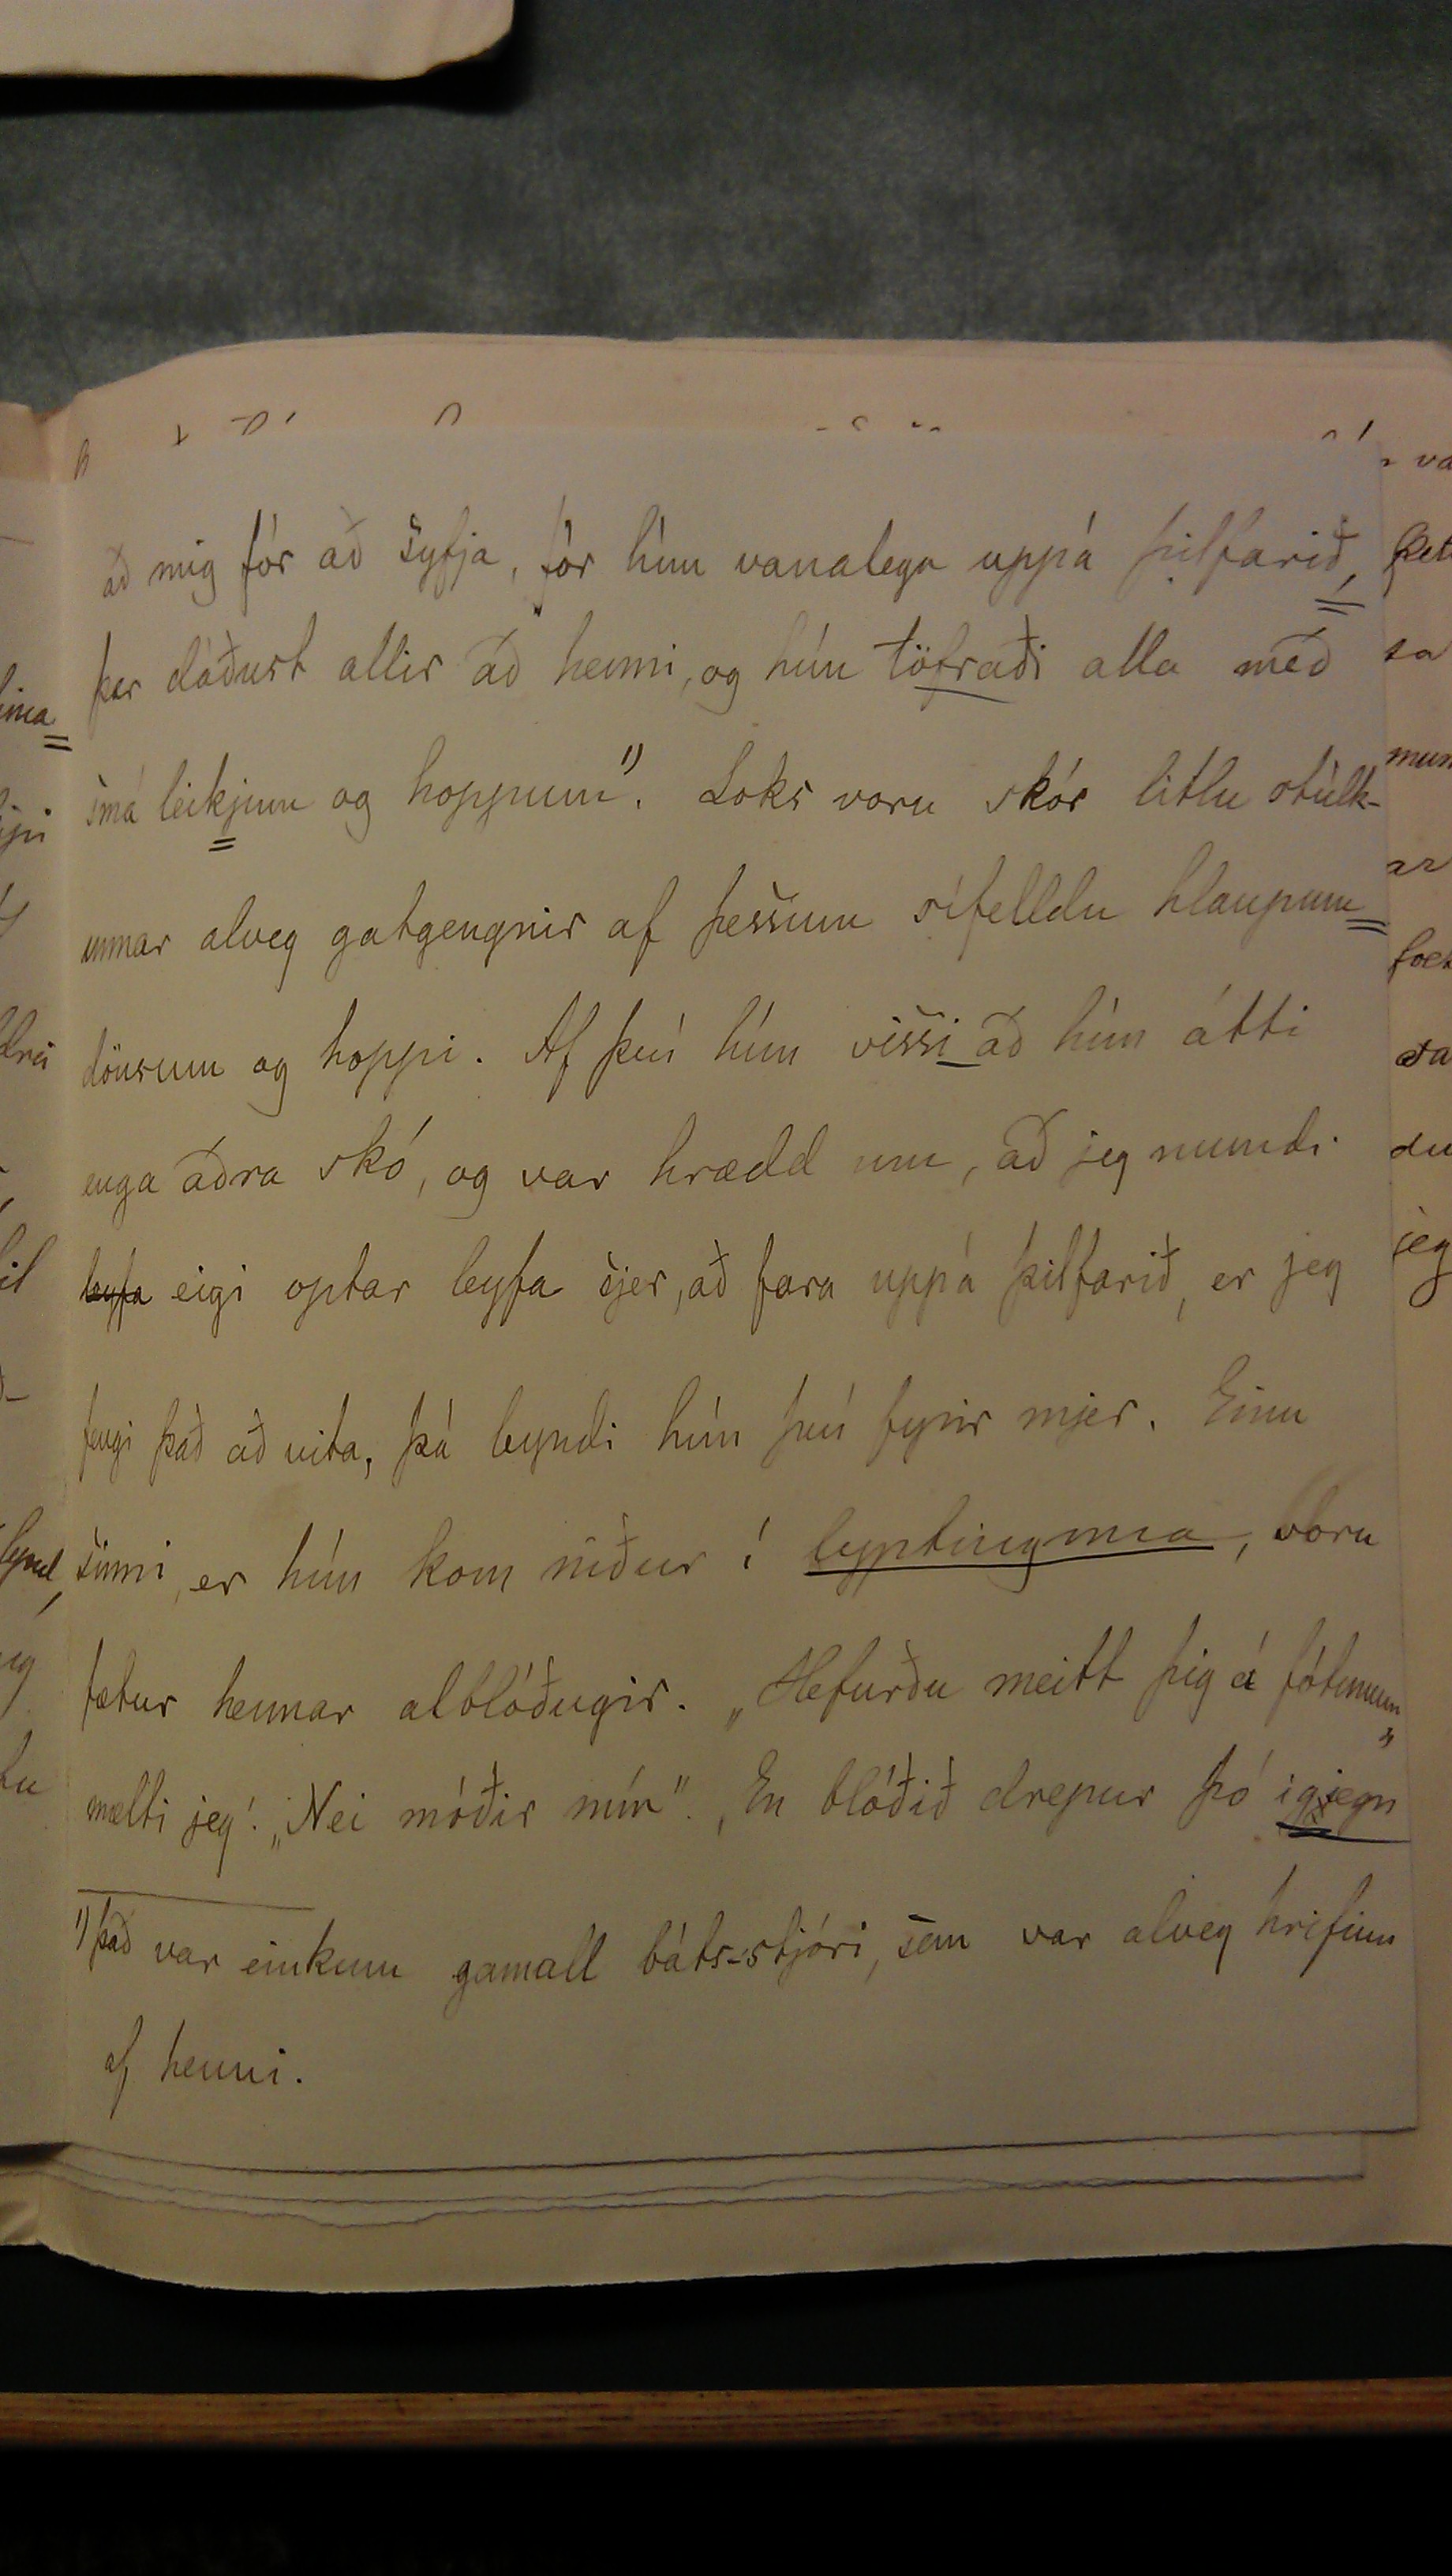 að mig fór að syfja, fór hún vanalega uppá þilfarið,
þar dáðust allir að henni, og hún töfraði alla með
smá leikjum og hoppum¹⁾. Loks voru skór litlu stúlk-
unnar alveg gatgengnir af þessum sífelldu hlaupum
dönsum og hoppi. Af því hún vissi að hún átti
enga aðra skó, og var hrædd um, að jeg mundi
leyfa eigi optar leyfa sjer, að fara uppá þilfarið, er jeg
fengi það að vita, þá leyndi hún því fyrir mjer. Einu
sinni, er hún kom niður í lyptinguna, voru
fætur hennar alblóðugir. „Hefurðu meitt þig á fótunum"
mælti jeg. „Nei móðir mín". „En blóðið drepur þó igjegn
¹⁾ það var einkum gamall báts-stjóri, sem var alveg hrifinn
af henni.